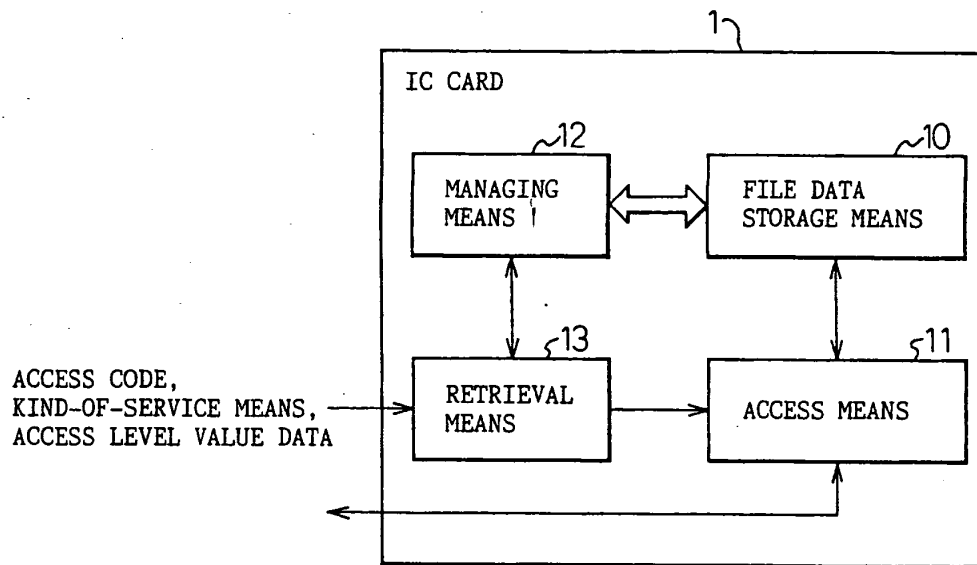 1
IC CARD
12
10
MANAGING
MEANS
FILE DATA
STORAGE MEANS
13
11
ACCESS CODE,
KIND-OF-SERVICE MEANS,
ACCESS LEVEL VALUE DATA
RETRIEVAL
MEANS
ACCESS MEANS